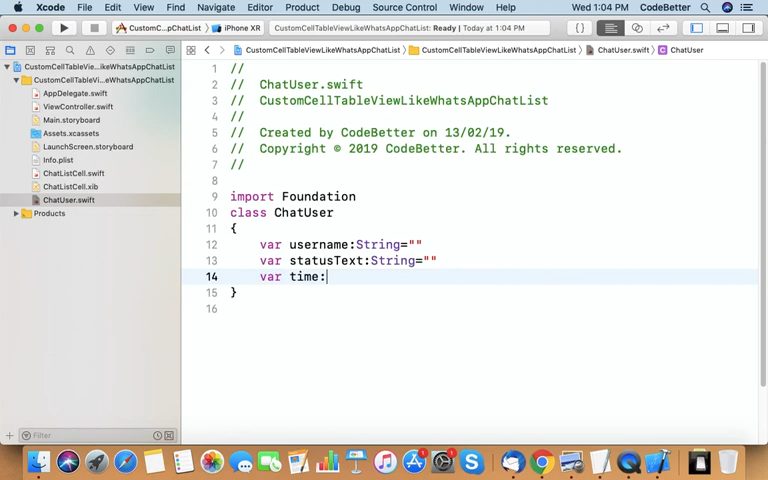 Xcode File Edit View Find Navigate Editor Product Debug Source Control Window Help Wed 1:04 PM CodeBetter
CustomC...pChatList iPhone XR CustomCellTableViewLikeWhatsAppChatList: Ready | Today at 1:04 PM
CustomCellTableViewLikeWhatsAppChatList CustomCellTableViewLikeWhatsAppChatList ChatUser.swift ChatUser
CustomCellTableVi...ikeWhatsAppChatList
CustomCellTableVi...eWhatsAppChatList
AppDelegate.swift
ViewController.swift
Main.storyboard
Assets.xcassets
LaunchScreen.storyboard
Info.plist
ChatListCell.swift
ChatListCell.xib
ChatUser.swift
Products
1 //
2 // ChatUser.swift
3 // CustomCellTableViewLikeWhatsAppChatList
4 //
5 // Created by CodeBetter on 13/02/19.
6 // Copyright © 2019 CodeBetter. All rights reserved.
7 //
8
9 import Foundation
10 class ChatUser
11 {
12 var username:String=""
13 var statusText:String=""
14 var time:
15 }
16
Filter